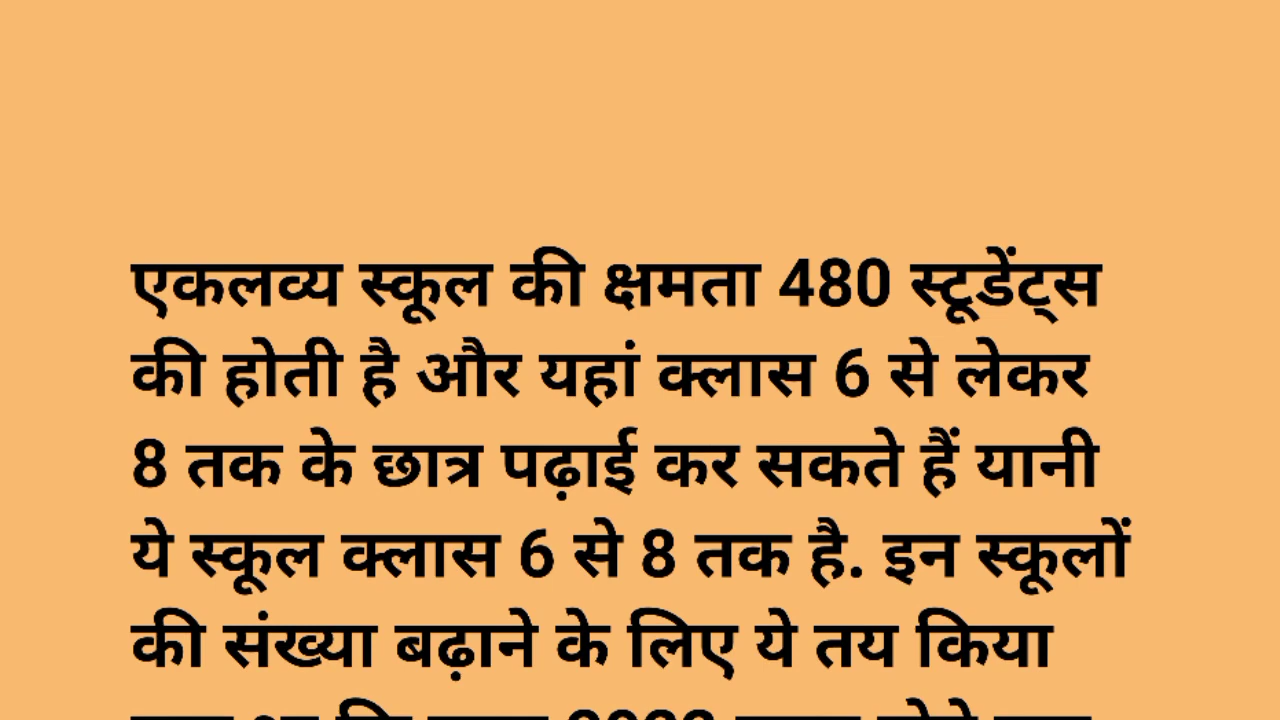 एकलव्य स्कूल की क्षमता 480 स्टूडेंट्स
की होती है और यहां क्लास 6 से लेकर
8 तक के छात्र पढ़ाई कर सकते हैं यानी
ये स्कूल क्लास 6 से 8 तक है. इन स्कूलों
की संख्या बढ़ाने के लिए ये तय किया